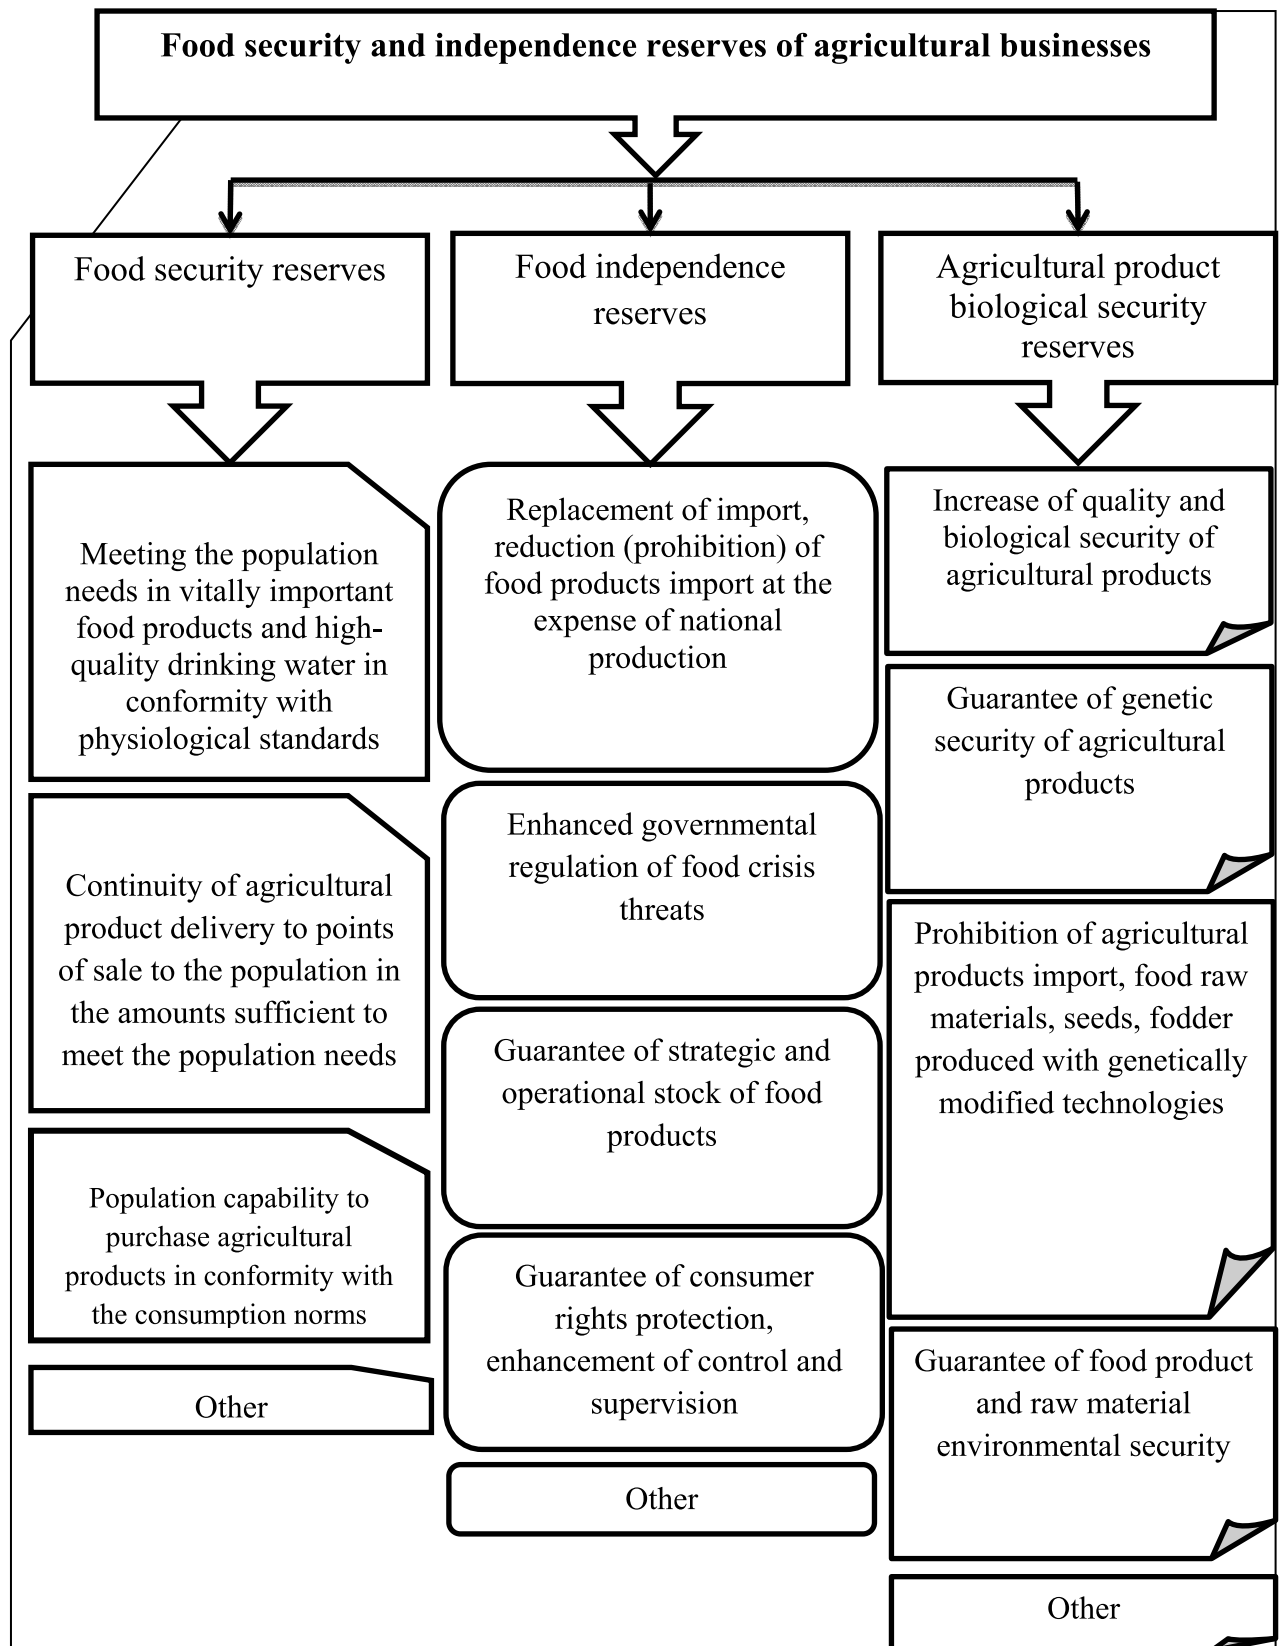 Food security and independence reserves of agricultural businesses
Food security reserves
Food independence
reserves
Agricultural product
biological security
reserves
Meeting the population
needs in vitally important
food products and high-
quality drinking water in
conformity with
physiological standards
Continuity of agricultural
product delivery to points
of sale to the population in
the amounts sufficient to
meet the population needs
Population capability to
purchase agricultural
products in conformity with
the consumption norms
Other
Replacement of import,
reduction (prohibition) of
food products import at the
expense of national
production
Enhanced governmental
regulation of food crisis
threats
Guarantee of strategic and
operational stock of food
products
Guarantee of consumer
rights protection,
enhancement of control and
supervision
Other
Increase of quality and
biological security of
agricultural products
Guarantee of genetic
security of agricultural
products
Prohibition of agricultural
products import, food raw
materials, seeds, fodder
produced with genetically
modified technologies
Guarantee of food product
and raw material
environmental security
Other